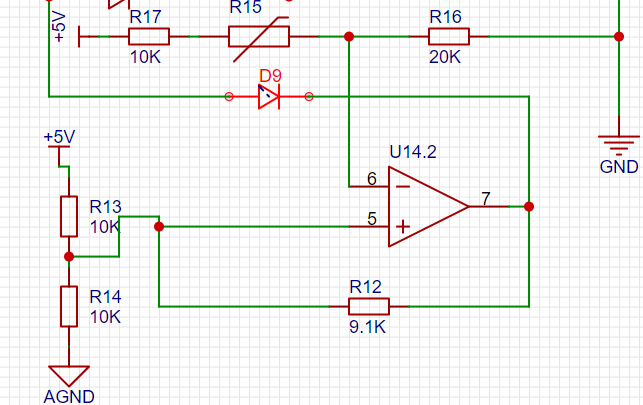 +5V
R17
10K
R15
R16
20K
GND
D9
+5V
R13
10K
R14
10K
AGND
U14.2
6
5
7
R12
9.1K